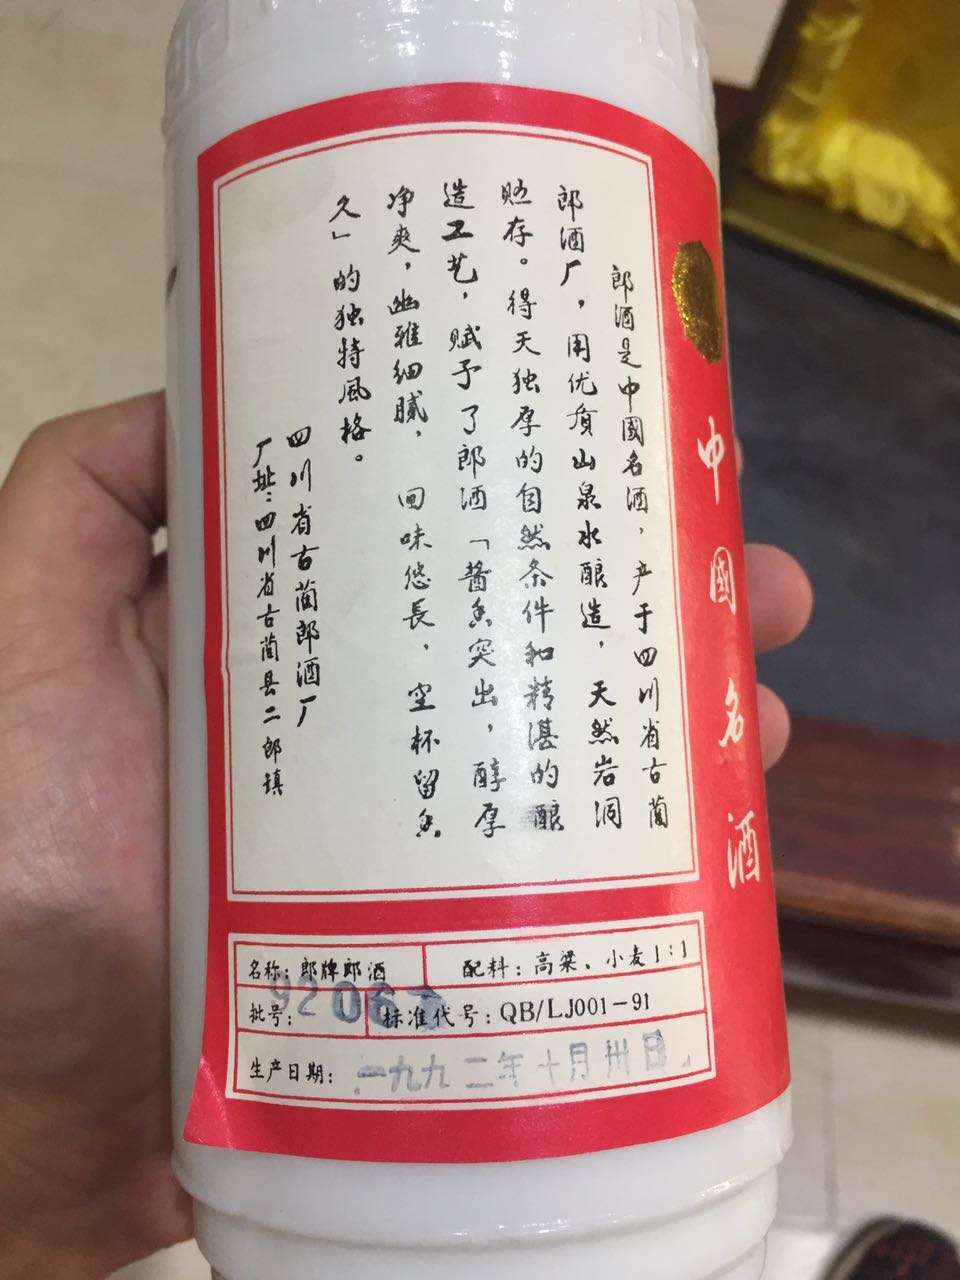 中國名酒
郎酒是中國名酒，产于四川省古蔺
郎酒厂，用优质山泉水酿造，天然岩洞
贮存。得天独厚的自然条件和精湛的酿
造工艺，赋予了郎酒「酱香突出，醇厚
净爽，幽雅细腻，回味悠長，空杯留香
久」的独特風格。
四川省古蔺郎酒厂
厂址：四川省古蔺县二郎镇
名称：郎牌郎酒
配料：高粱、小麦1:1
批号：
标准代号：QB/LJ001-91
生产日期：一九九二年十月卅日